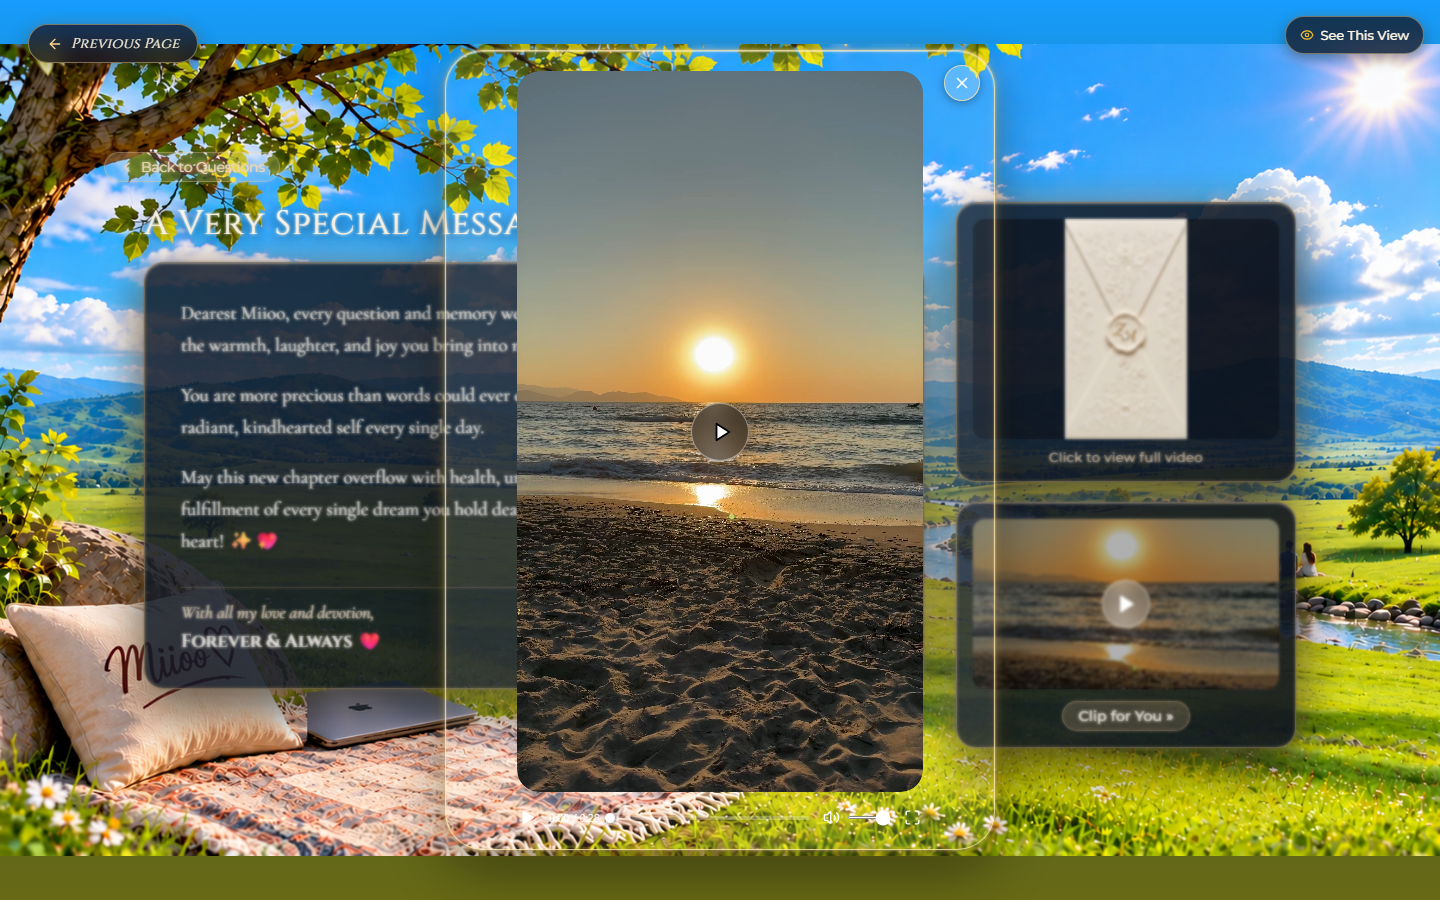 Previous Page
See This View
Back to Questions
A Very Special Messa
Dearest Miioo, every question and memory we
the warmth, laughter, and joy you bring into
You are more precious than words could ever
radiant, kindhearted self every single day.
May this new chapter overflow with health,
fulfillment of every single dream you hold
heart! ✨💖
With all my love and devotion,
Forever & Always 💖
Miioo
Click to view full video
Clip for You »